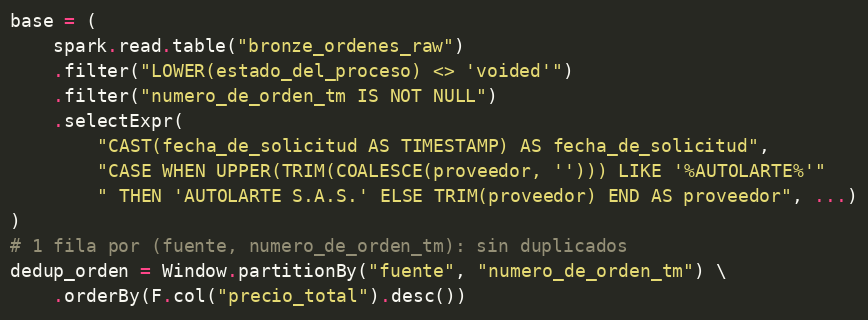 base = (
    spark.read.table("bronze_ordenes_raw")
    .filter("LOWER(estado_del_proceso) <> 'voided'")
    .filter("numero_de_orden_tm IS NOT NULL")
    .selectExpr(
        "CAST(fecha_de_solicitud AS TIMESTAMP) AS fecha_de_solicitud",
        "CASE WHEN UPPER(TRIM(COALESCE(proveedor, ''))) LIKE '%AUTOLARTE%'"
        " THEN 'AUTOLARTE S.A.S.' ELSE TRIM(proveedor) END AS proveedor", ...)
)
# 1 fila por (fuente, numero_de_orden_tm): sin duplicados
dedup_orden = Window.partitionBy("fuente", "numero_de_orden_tm") \
    .orderBy(F.col("precio_total").desc())